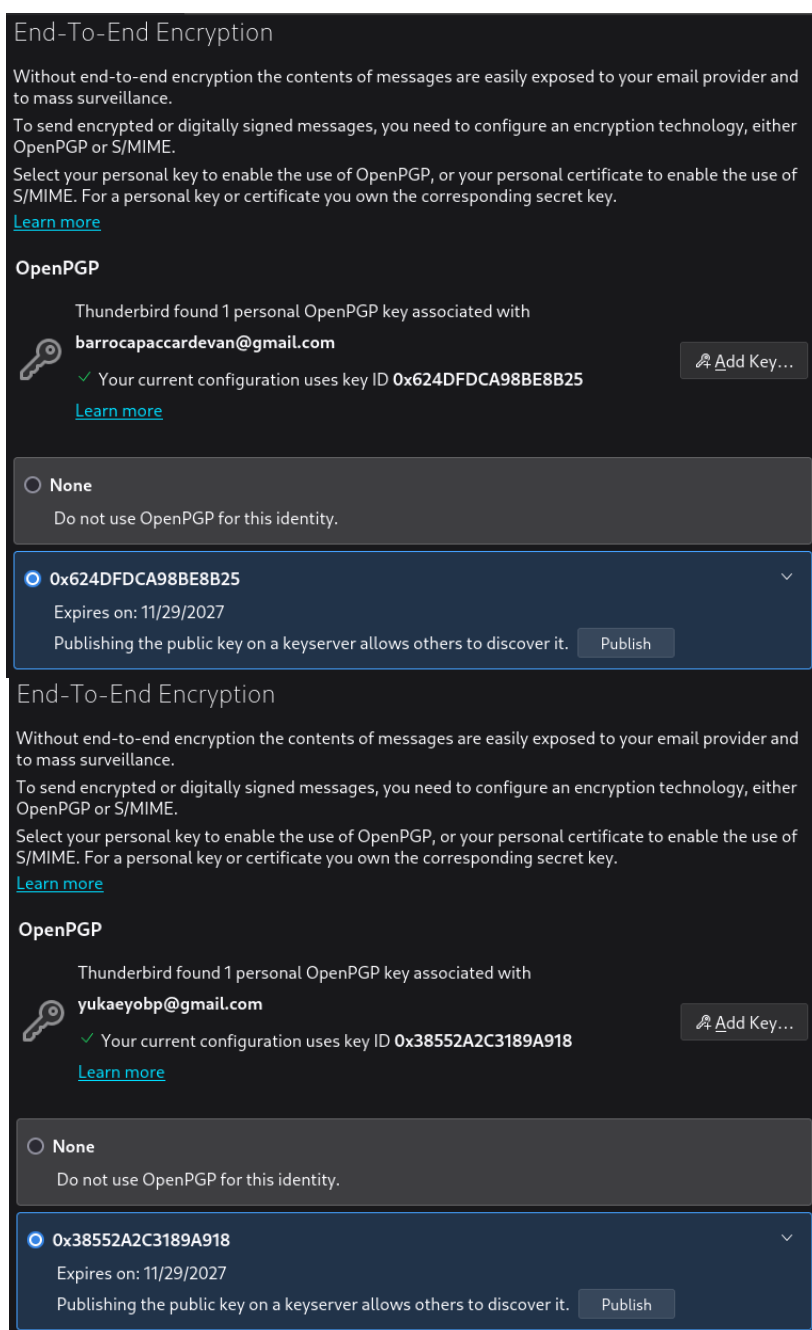 End-To-End Encryption
Without end-to-end encryption the contents of messages are easily exposed to your email provider and
to mass surveillance.
To send encrypted or digitally signed messages, you need to configure an encryption technology, either
OpenPGP or S/MIME.
Select your personal key to enable the use of OpenPGP, or your personal certificate to enable the use of
S/MIME. For a personal key or certificate you own the corresponding secret key.
Learn more
OpenPGP
Thunderbird found 1 personal OpenPGP key associated with
barrocapaccardevan@gmail.com
Add Key...
Your current configuration uses key ID 0x624DFDCA98BE8B25
Learn more
None
Do not use OpenPGP for this identity.
0x624DFDCA98BE8B25
Expires on: 11/29/2027
Publishing the public key on a keyserver allows others to discover it. Publish
End-To-End Encryption
Without end-to-end encryption the contents of messages are easily exposed to your email provider and
to mass surveillance.
To send encrypted or digitally signed messages, you need to configure an encryption technology, either
OpenPGP or S/MIME.
Select your personal key to enable the use of OpenPGP, or your personal certificate to enable the use of
S/MIME. For a personal key or certificate you own the corresponding secret key.
Learn more
OpenPGP
Thunderbird found 1 personal OpenPGP key associated with
yukaeyobp@gmail.com
Add Key...
Your current configuration uses key ID 0x38552A2C3189A918
Learn more
None
Do not use OpenPGP for this identity.
0x38552A2C3189A918
Expires on: 11/29/2027
Publishing the public key on a keyserver allows others to discover it. Publish